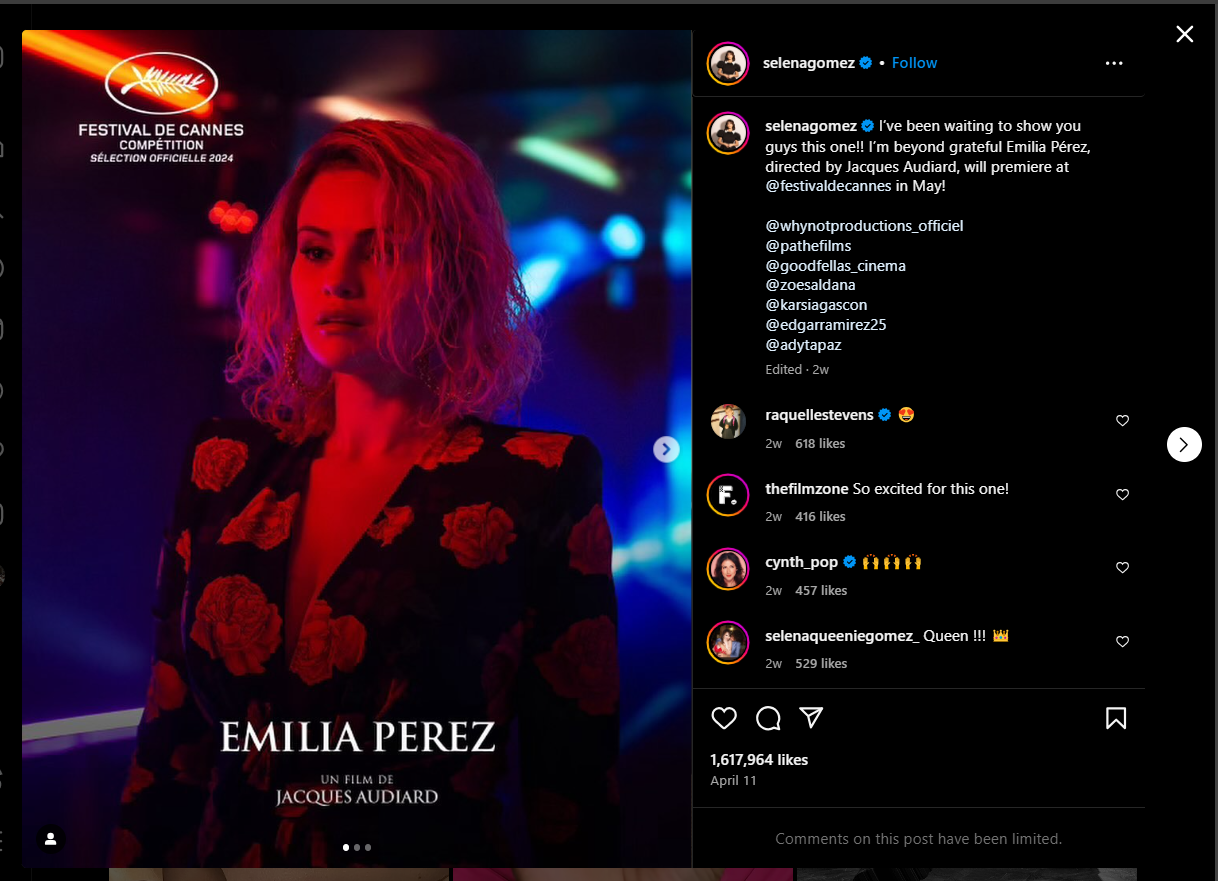 FESTIVAL DE CANNES
COMPÉTITION
SÉLECTION OFFICIELLE 2024
EMILIA PEREZ
UN FILM DE
JACQUES AUDIARD
selenagomez • Follow
selenagomez I've been waiting to show you
guys this one!! I'm beyond grateful Emilia Pérez,
directed by Jacques Audiard, will premiere at
@festivaldecannes in May!
@whynotproductions_officiel
@pathefilms
@goodfellas_cinema
@zoesaldana
@karsiagascon
@edgarramirez25
@adytapaz
Edited · 2w
raquellestevens 😍
2w 618 likes
F.
thefilmzone So excited for this one!
2w 416 likes
cynth_pop 🙌🙌🙌
2w 457 likes
selenaqueeniegomez_ Queen !!! 👑
2w 529 likes
1,617,964 likes
April 11
Comments on this post have been limited.